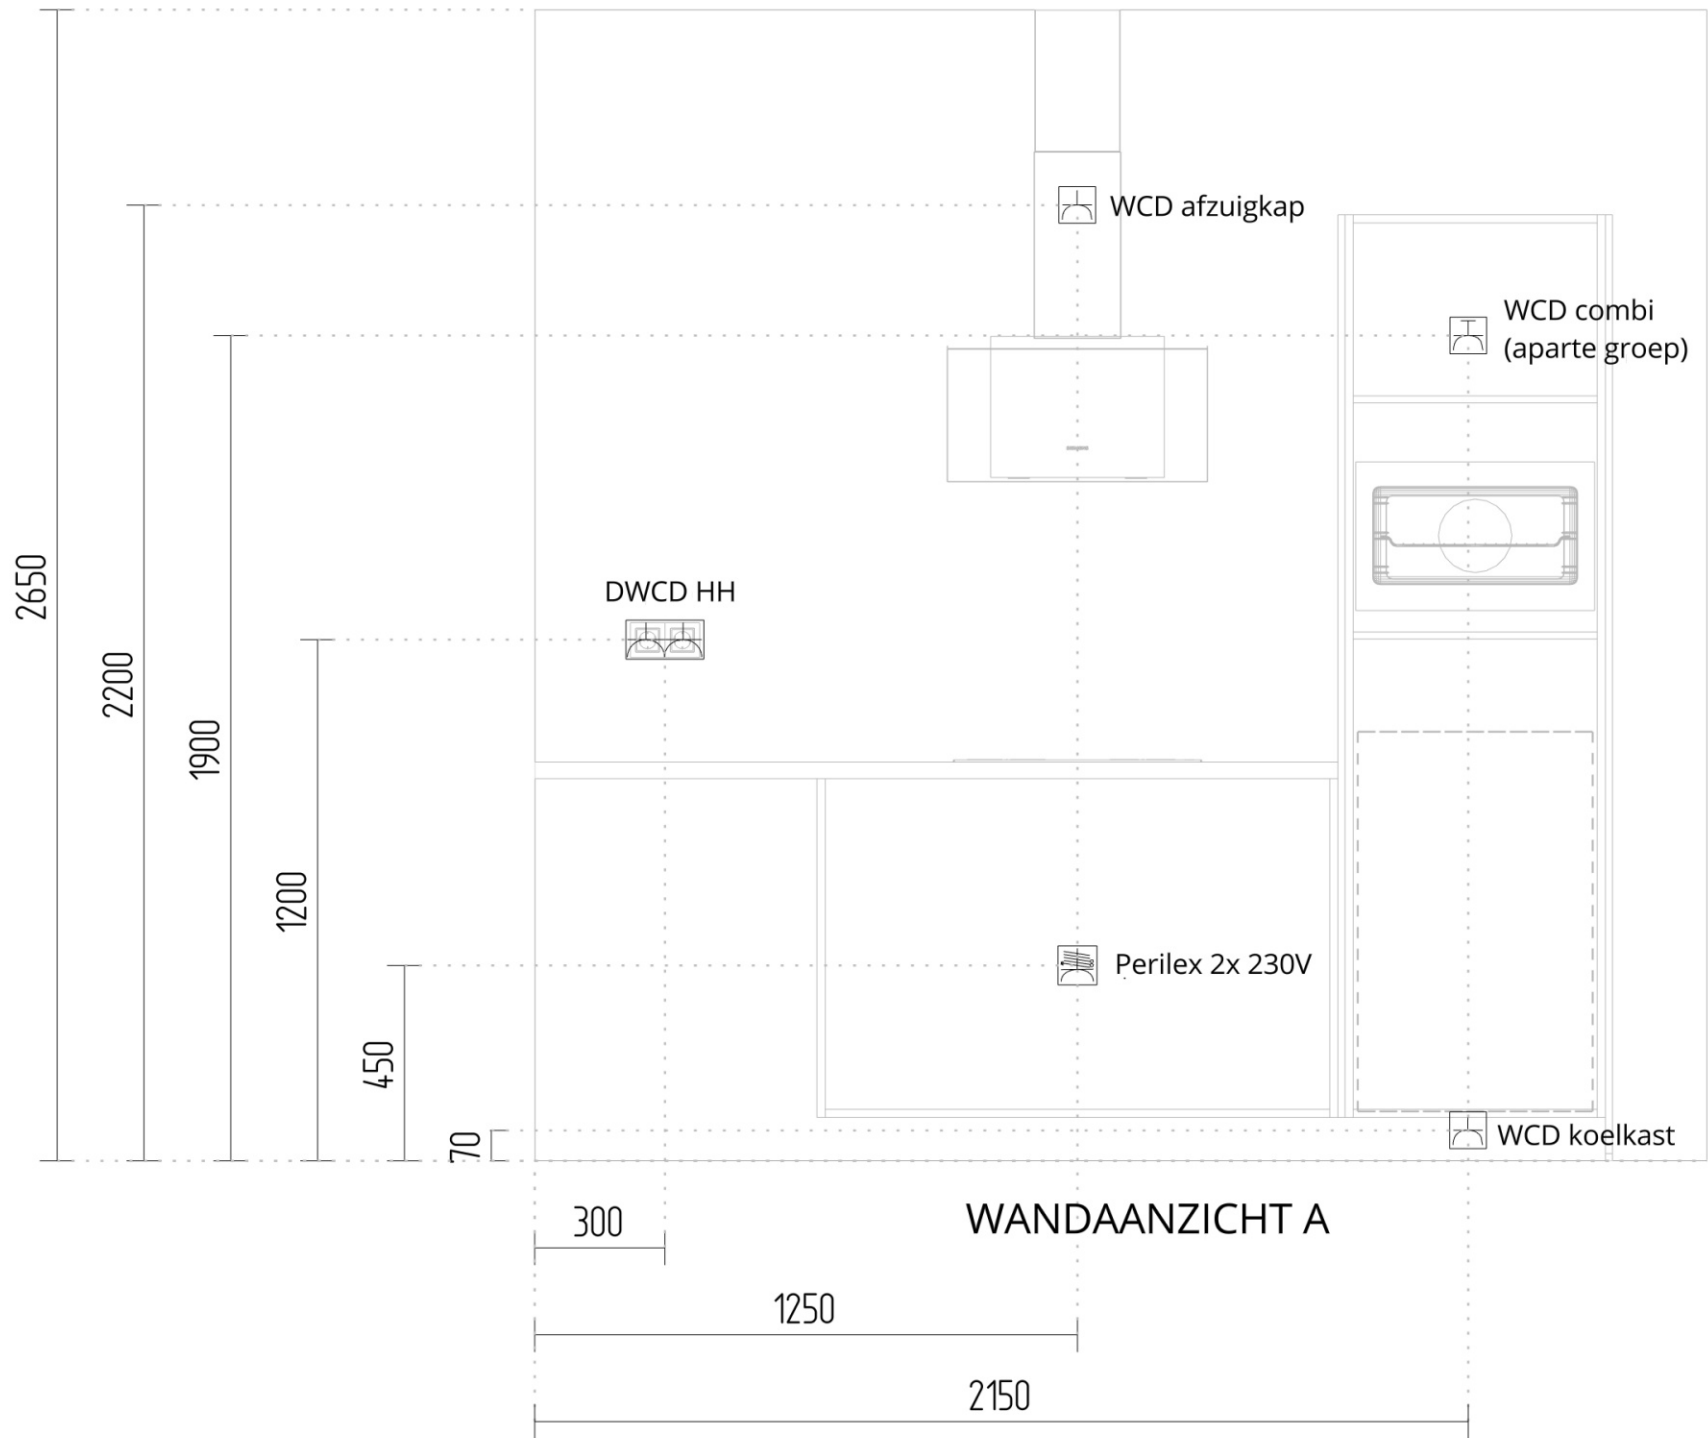 WCD afzuigkap
WCD combi
(aparte groep)
DWCD HH
2650
2200
1900
1200
450
70
Perilex 2x 230V
WCD koelkast
WANDAANZICHT A
300
1250
2150